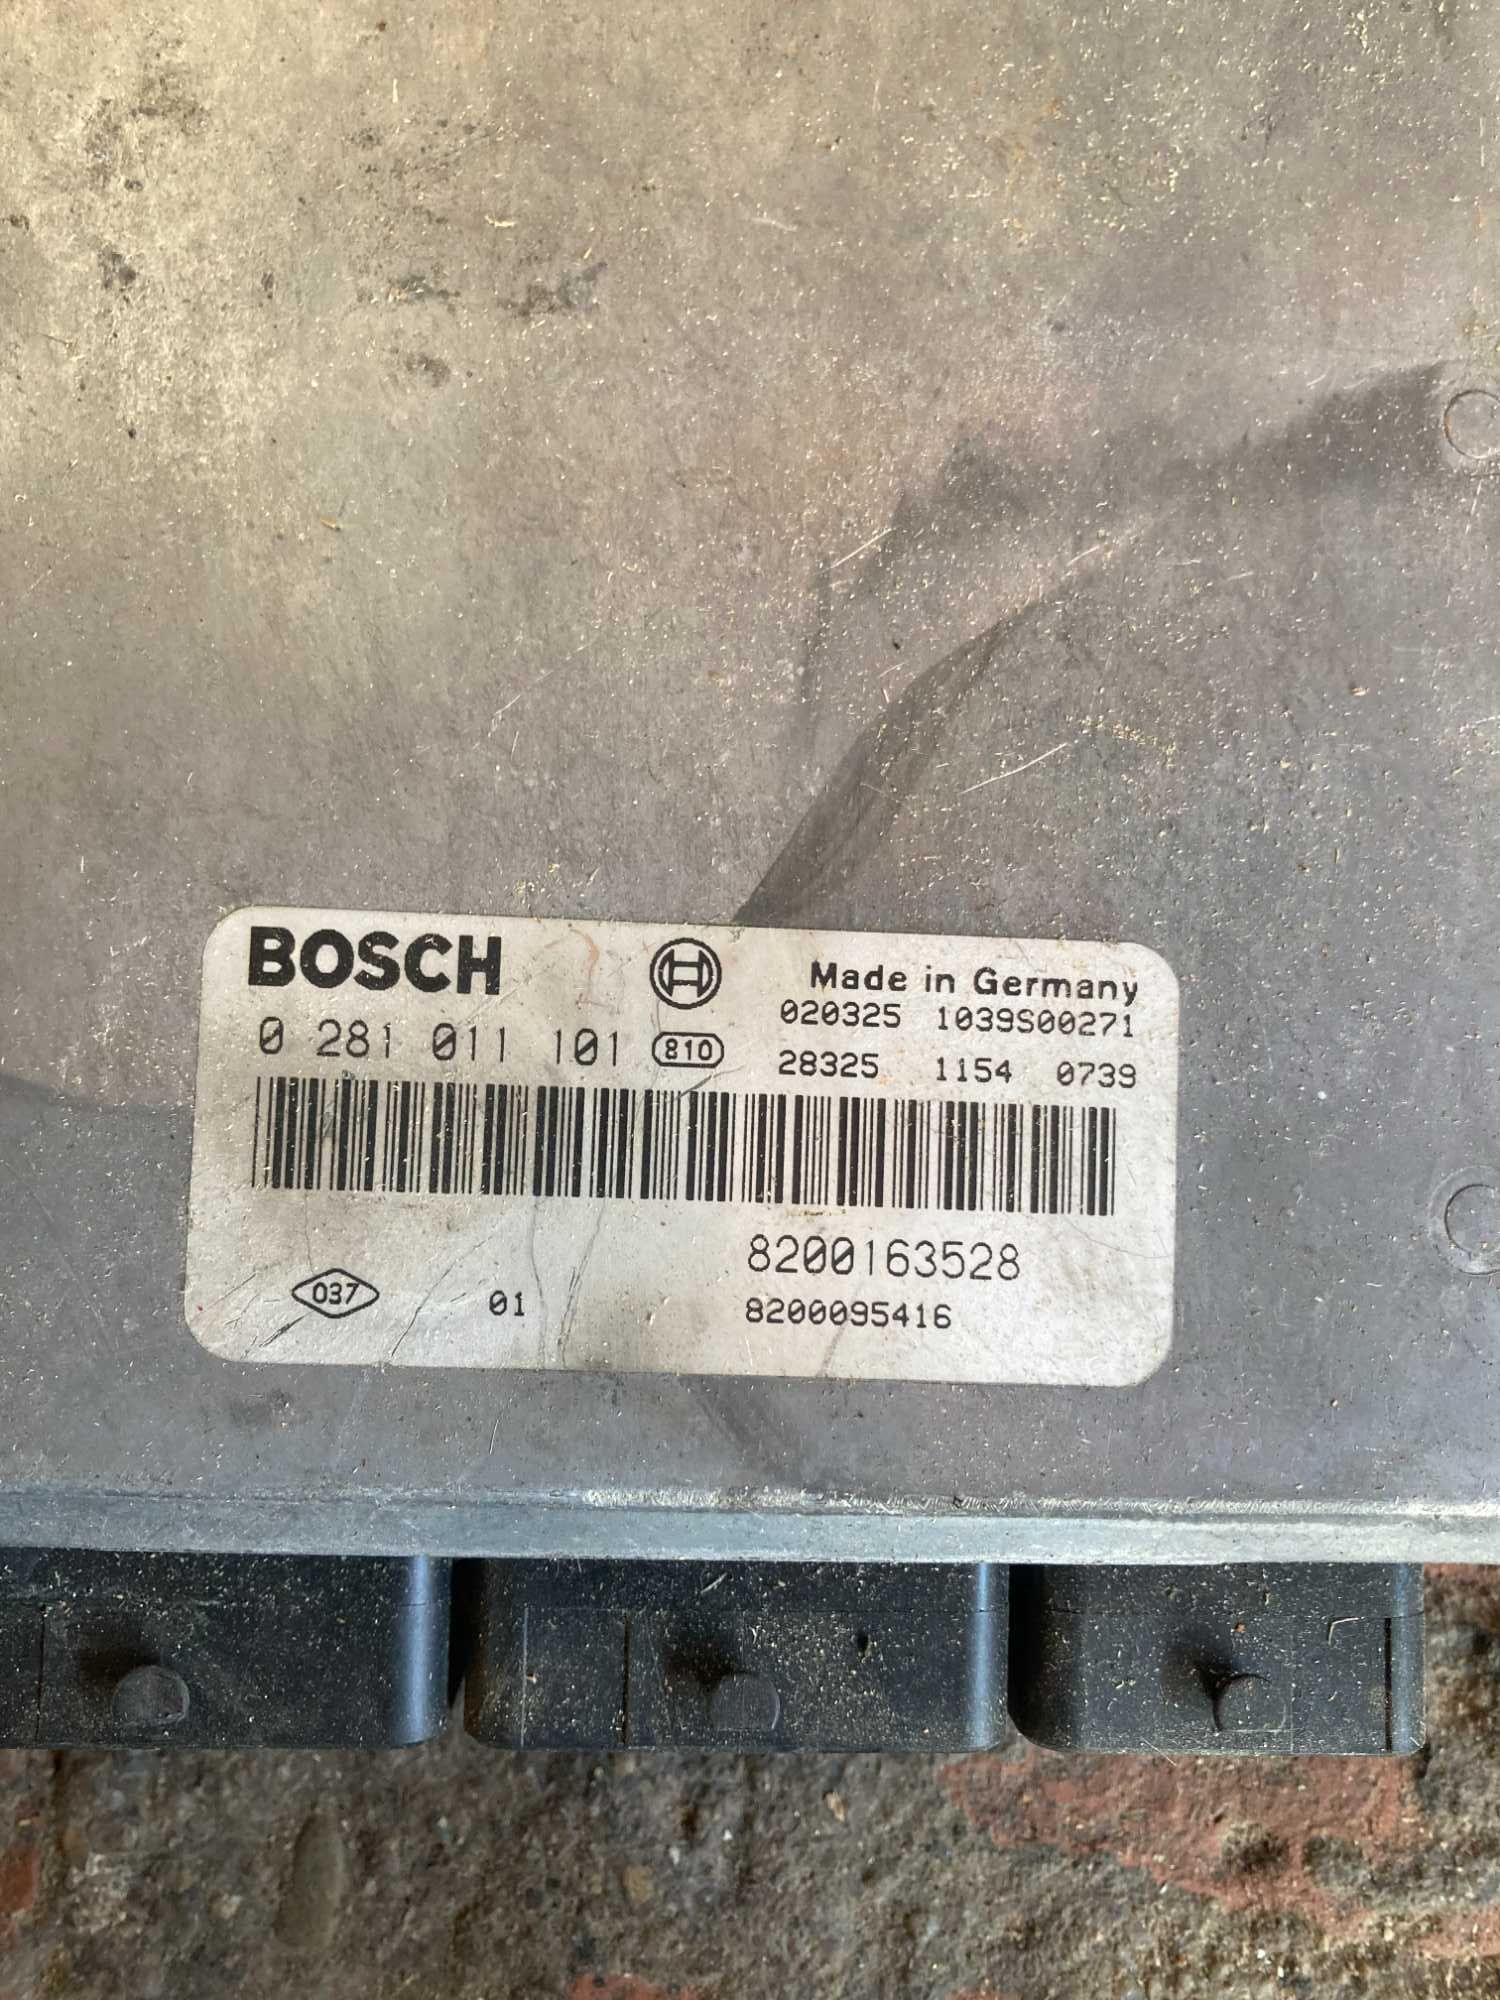 BOSCH
Made in Germany
020325 1039S00271
0 281 011 101 810
28325 1154 0739
8200163528
037 01
8200095416